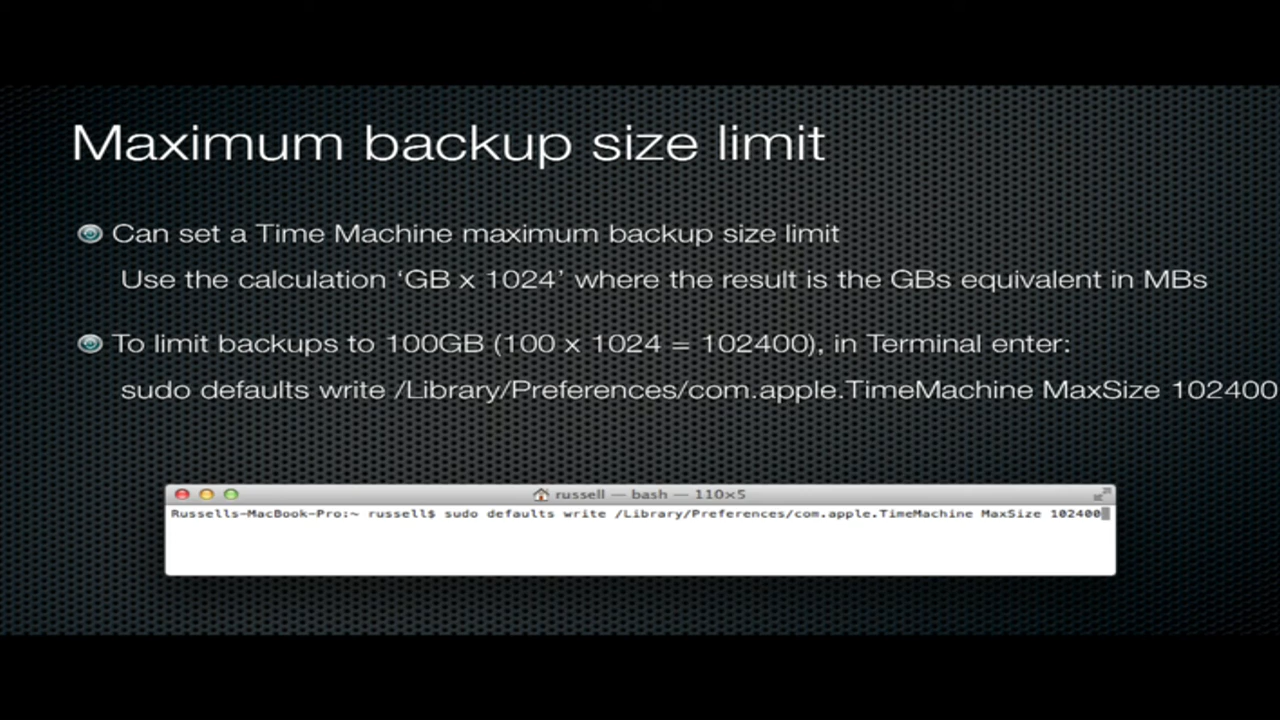 Maximum backup size limit
Can set a Time Machine maximum backup size limit
Use the calculation ‘GB x 1024’ where the result is the GBs equivalent in MBs
To limit backups to 100GB (100 x 1024 = 102400), in Terminal enter:
sudo defaults write /Library/Preferences/com.apple.TimeMachine MaxSize 102400
russell — bash — 110×5
Russells-MacBook-Pro:~ russell$ sudo defaults write /Library/Preferences/com.apple.TimeMachine MaxSize 102400